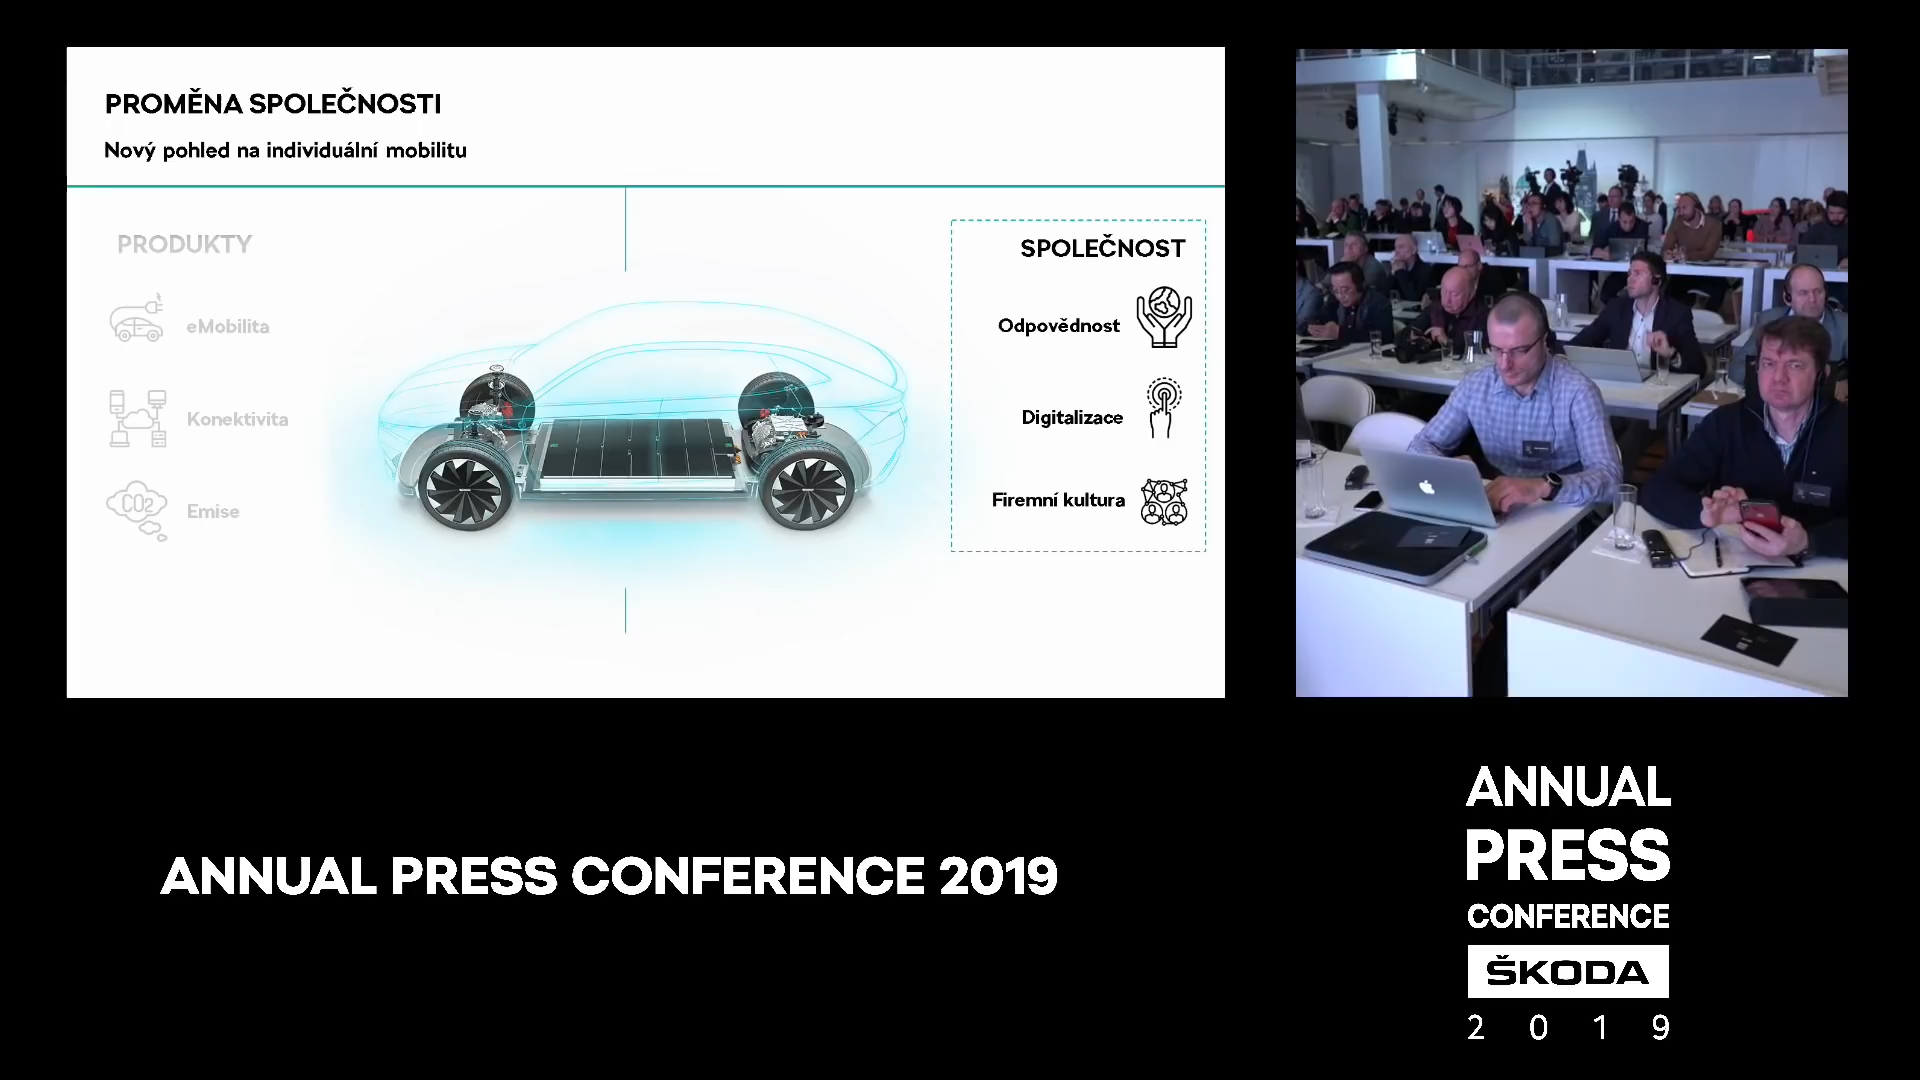 PROMĚNA SPOLEČNOSTI
Nový pohled na individuální mobilitu
PRODUKTY
eMobilita
Konektivita
CO2
Emise
SPOLEČNOST
Odpovědnost
Digitalizace
Firemní kultura
ANNUAL PRESS CONFERENCE 2019
ANNUAL
PRESS
CONFERENCE
ŠKODA
2 0 1 9